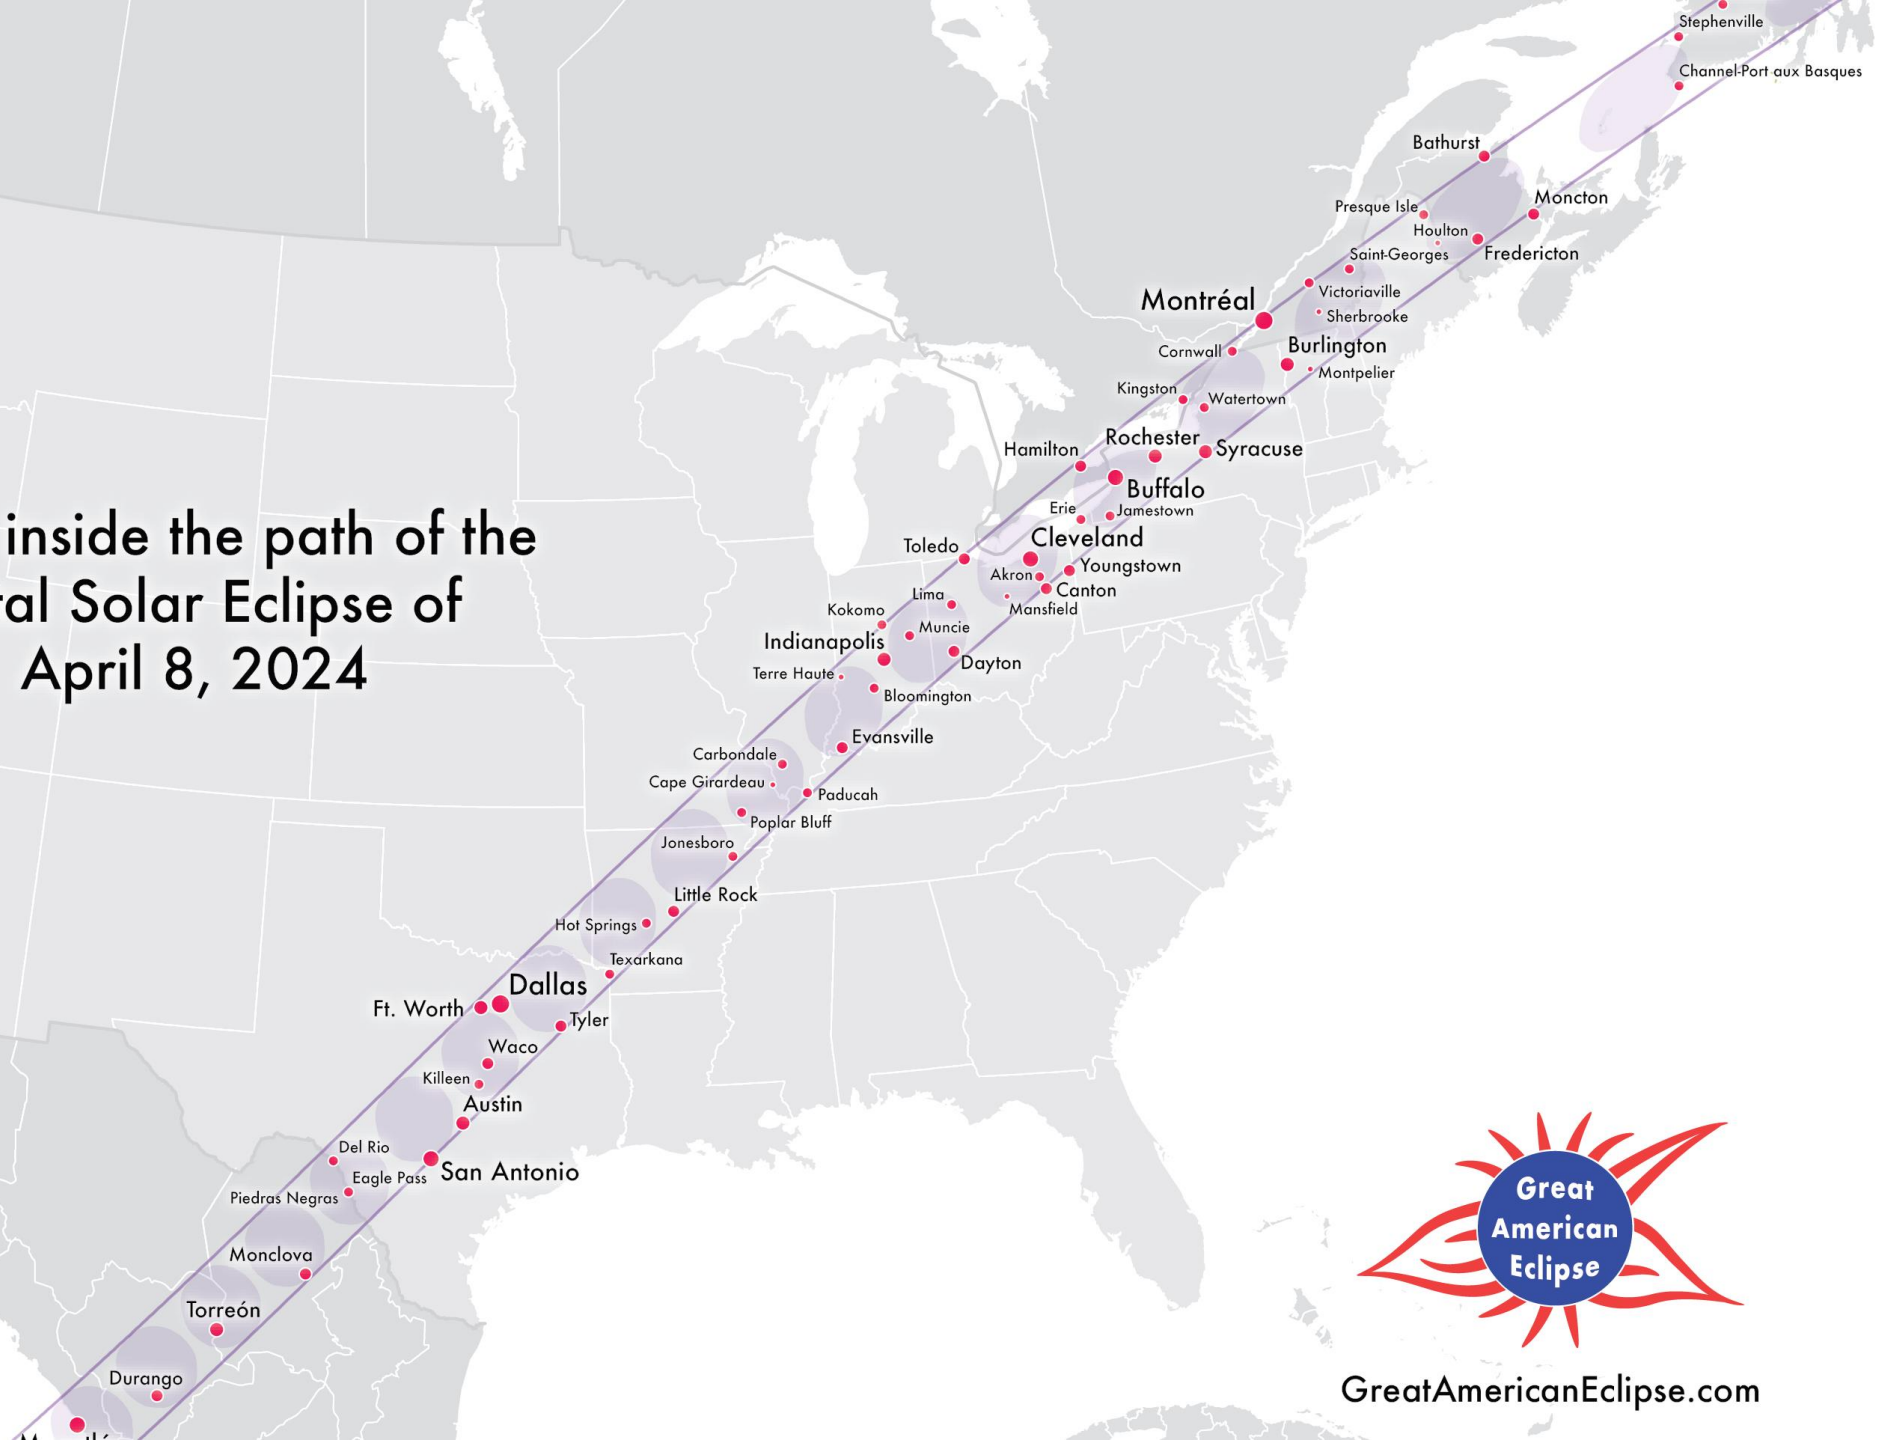 Stephenville
Channel-Port aux Basques
Bathurst
Moncton
Presque Isle
Houlton
Fredericton
Saint-Georges
Victoriaville
Montréal
Sherbrooke
Cornwall
Burlington
Montpelier
Kingston
Watertown
Rochester
Hamilton
Syracuse
Buffalo
Erie
Jamestown
Cleveland
Toledo
Youngstown
Akron
Canton
Lima
Mansfield
Kokomo
Muncie
Indianapolis
Dayton
Terre Haute
Bloomington
Evansville
Carbondale
Cape Girardeau
Paducah
Poplar Bluff
Jonesboro
Little Rock
Hot Springs
Texarkana
Dallas
Ft. Worth
Tyler
Waco
Killeen
Austin
Del Rio
San Antonio
Eagle Pass
Piedras Negras
Monclova
Torreón
Durango
inside the path of the
Solar Eclipse of
April 8, 2024
Great
American
Eclipse
GreatAmericanEclipse.com